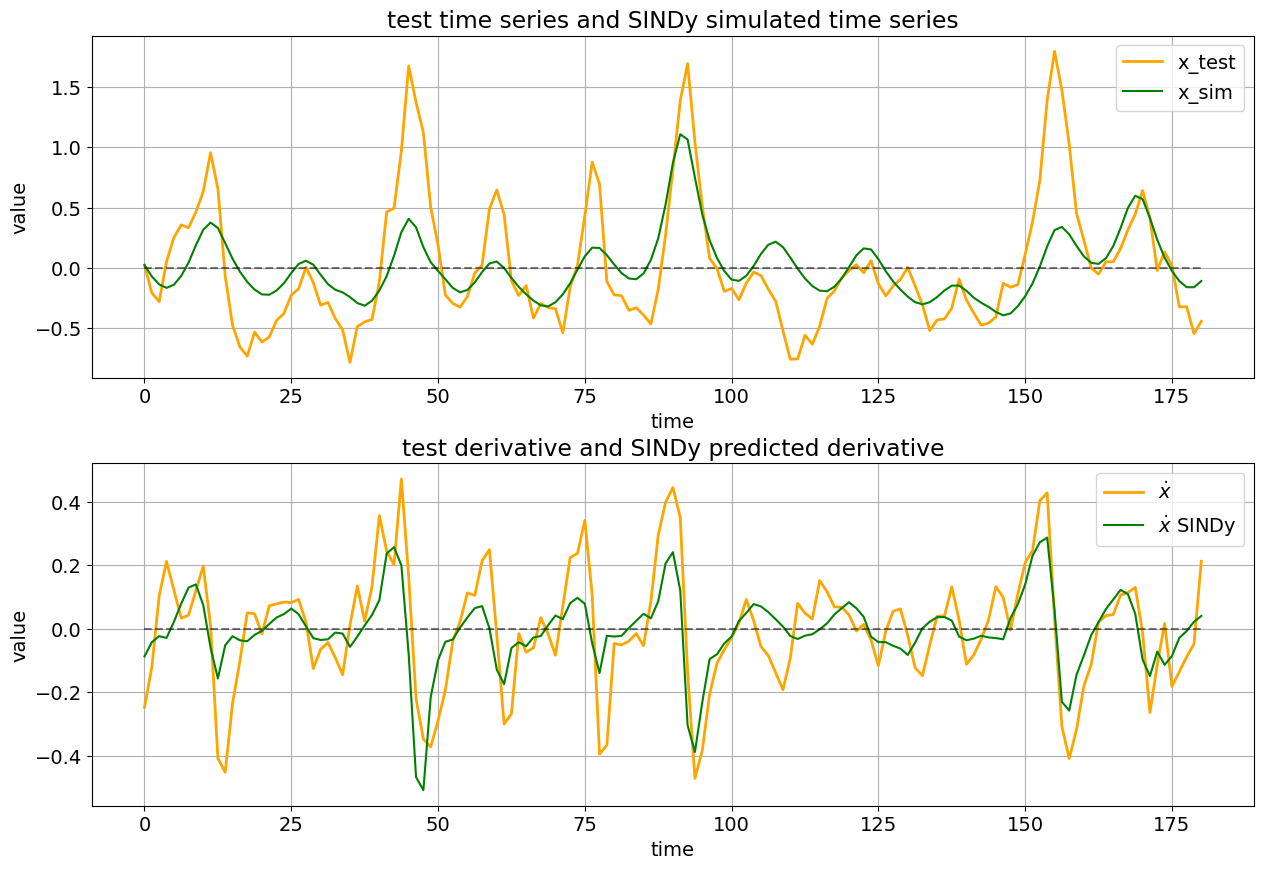 test time series and SINDy simulated time series
x_test
x_sim
1.5
1.0
0.5
0.0
−0.5
value
0 25 50 75 100 125 150 175
time
test derivative and SINDy predicted derivative
ẋ
ẋ SINDy
0.4
0.2
0.0
−0.2
−0.4
value
0 25 50 75 100 125 150 175
time